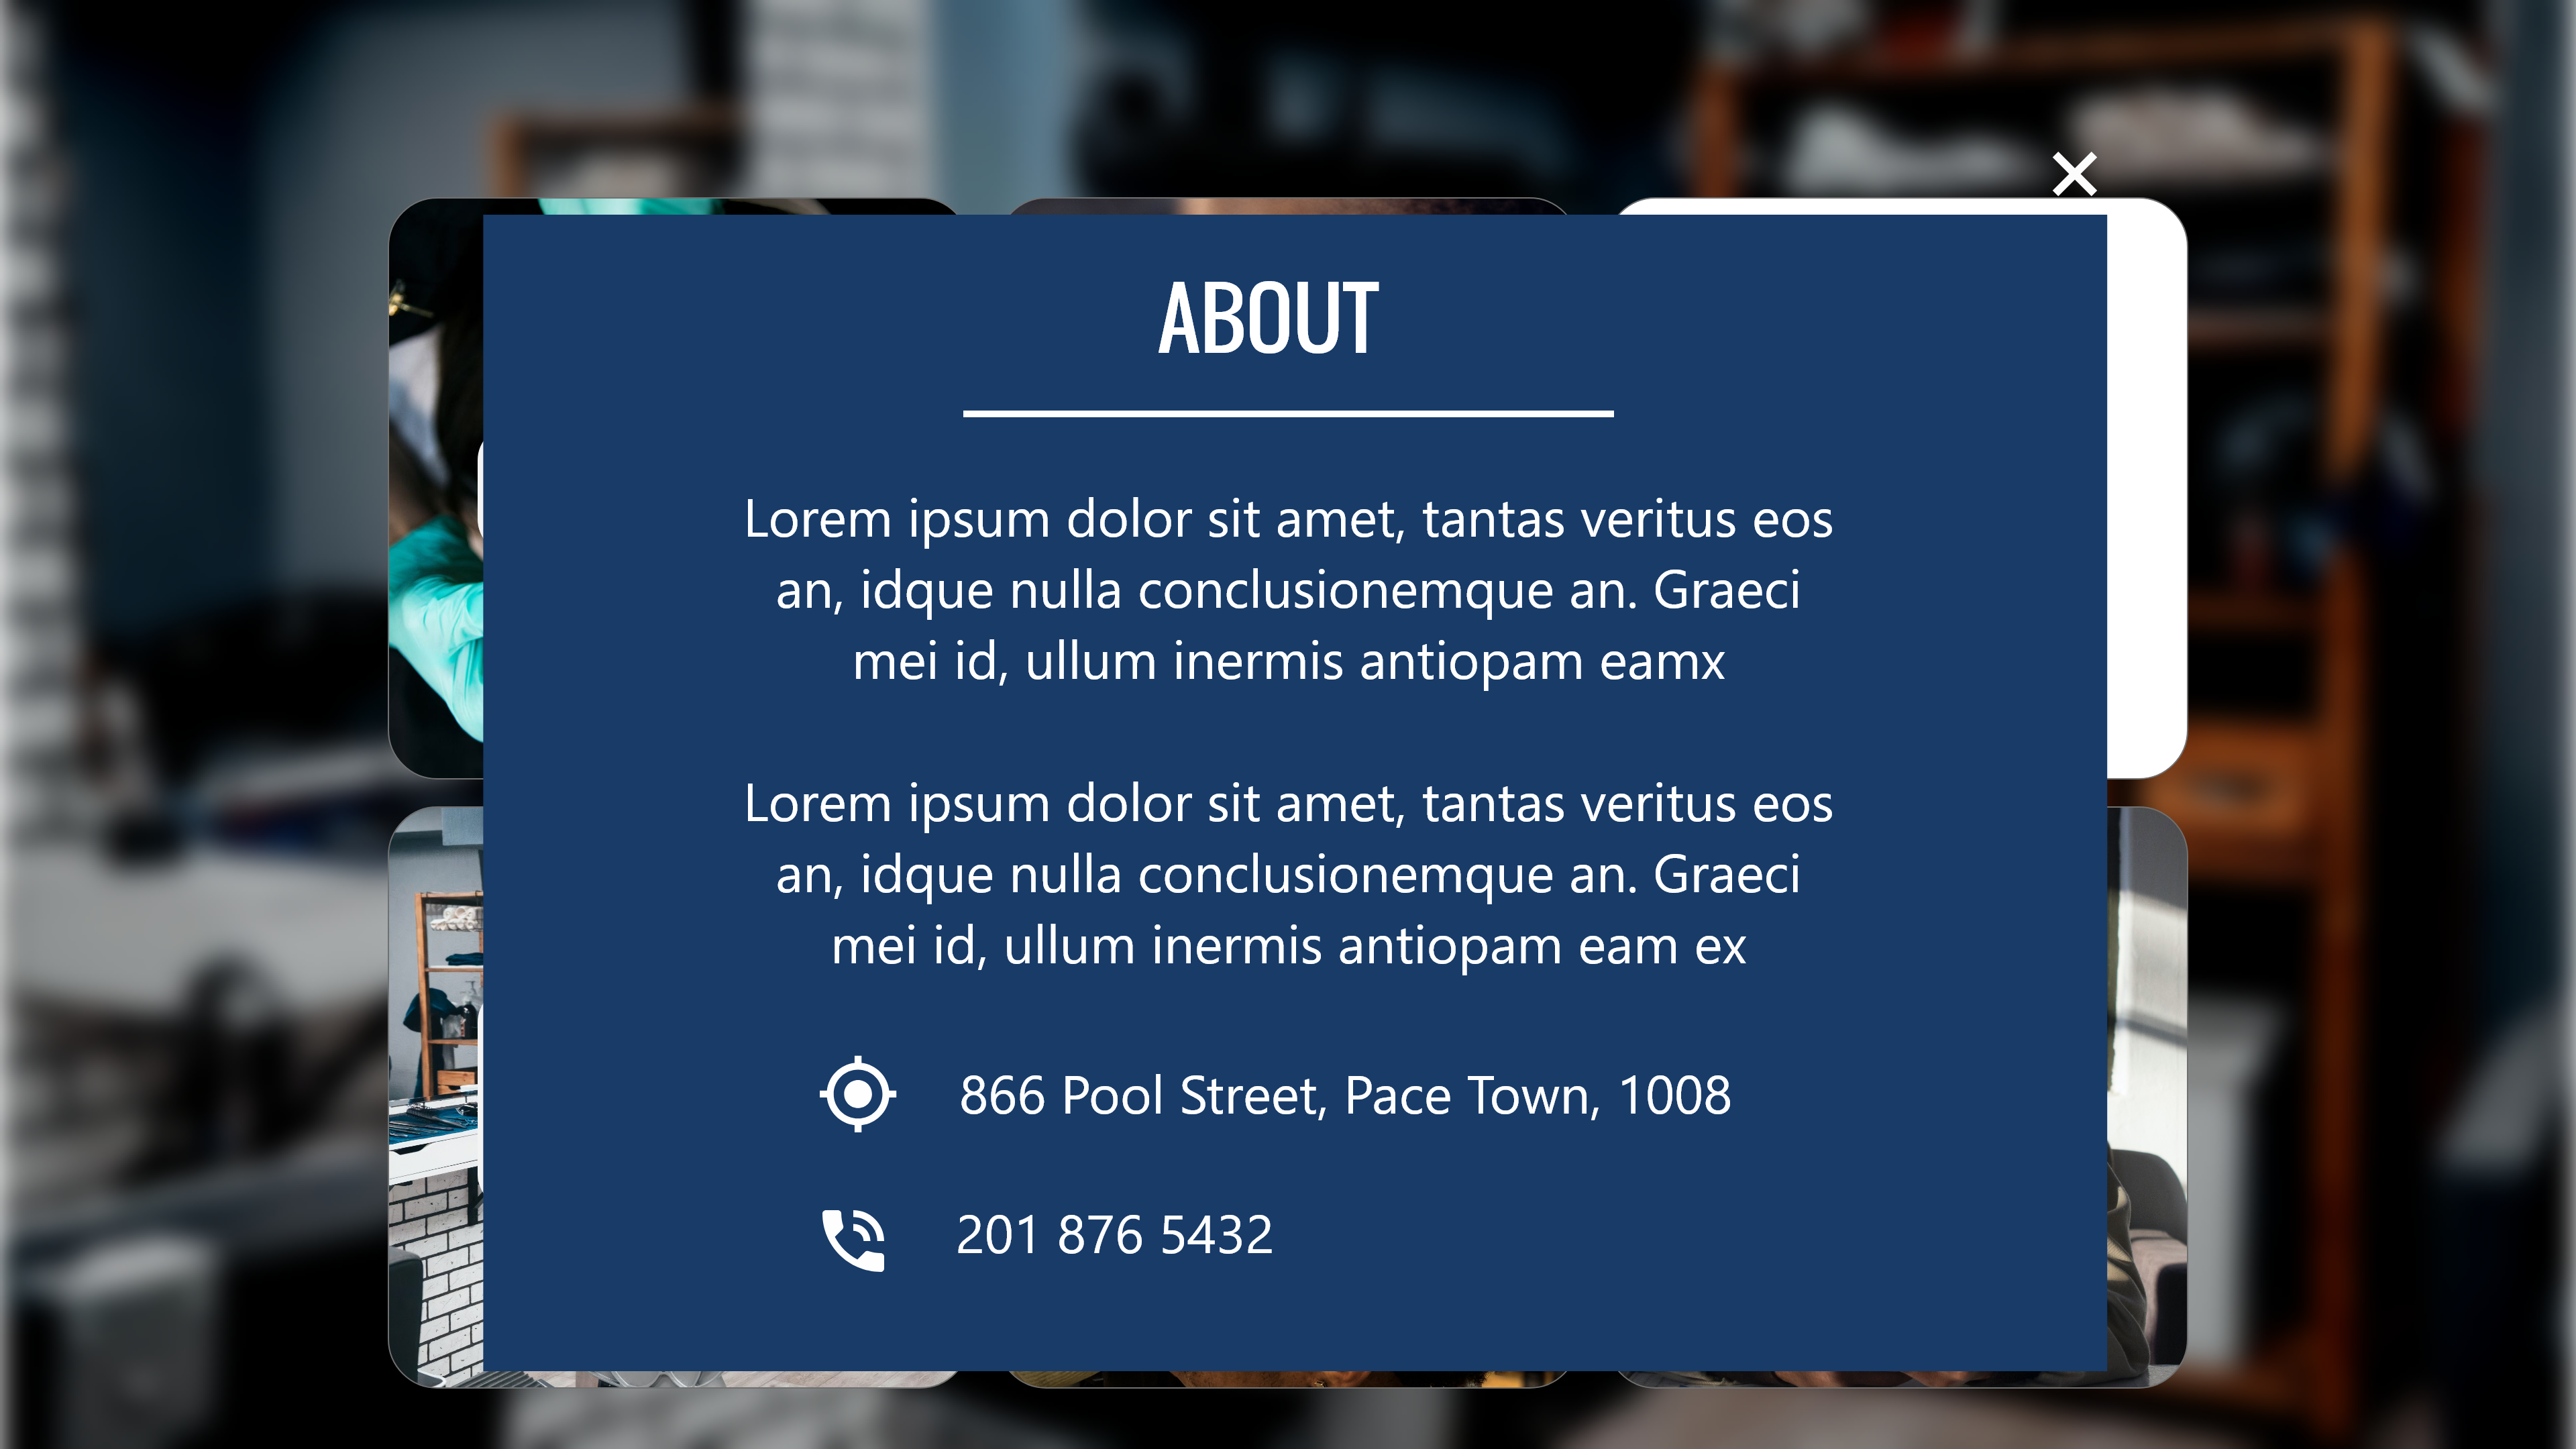 ABOUT
Lorem ipsum dolor sit amet, tantas veritus eos
an, idque nulla conclusionemque an. Graeci
mei id, ullum inermis antiopam eamx
Lorem ipsum dolor sit amet, tantas veritus eos
an, idque nulla conclusionemque an. Graeci
mei id, ullum inermis antiopam eam ex
866 Pool Street, Pace Town, 1008
201 876 5432